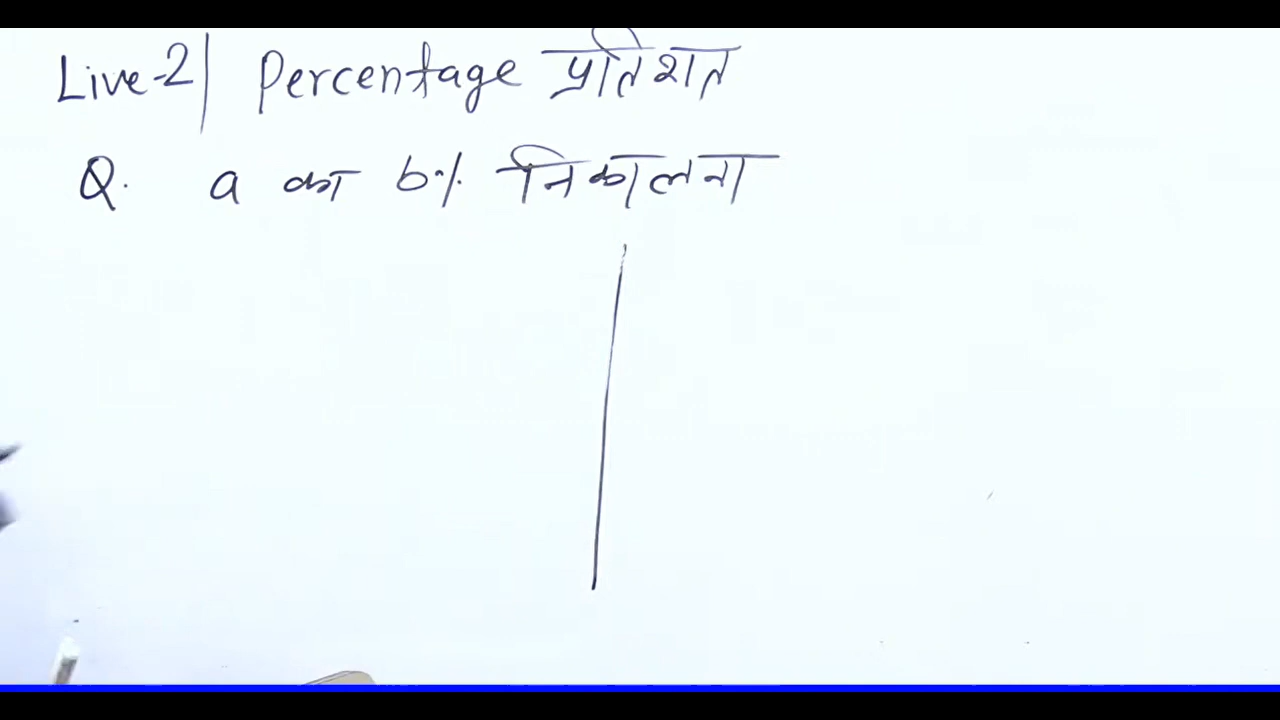 Live-2| Percentage प्रतिशत
Q. a का b% निकालना